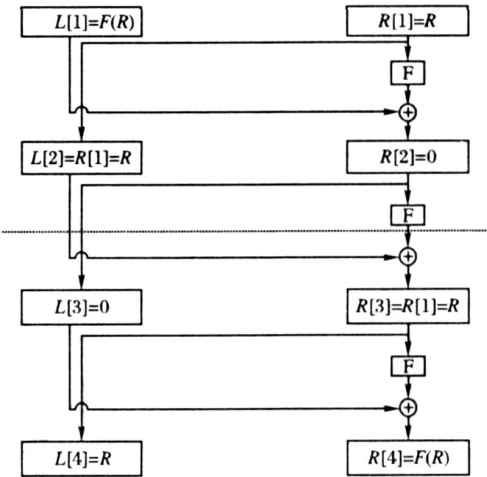 L[1]=F(R)
R[1]=R
F
L[2]=R[1]=R
R[2]=0
F
L[3]=0
R[3]=R[1]=R
F
L[4]=R
R[4]=F(R)